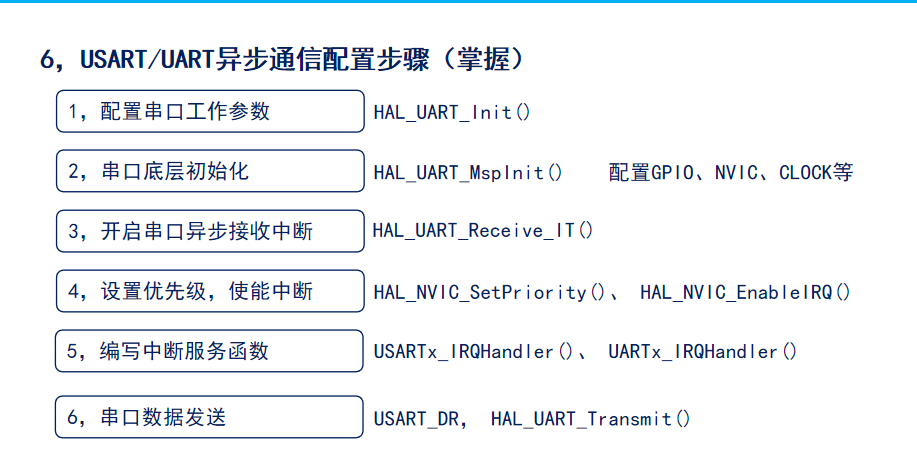 6，USART/UART异步通信配置步骤（掌握）
1，配置串口工作参数 HAL_UART_Init()
2，串口底层初始化 HAL_UART_MspInit() 配置GPIO、NVIC、CLOCK等
3，开启串口异步接收中断 HAL_UART_Receive_IT()
4，设置优先级，使能中断 HAL_NVIC_SetPriority()、 HAL_NVIC_EnableIRQ()
5，编写中断服务函数 USARTx_IRQHandler()、 UARTx_IRQHandler()
6，串口数据发送 USART_DR， HAL_UART_Transmit()